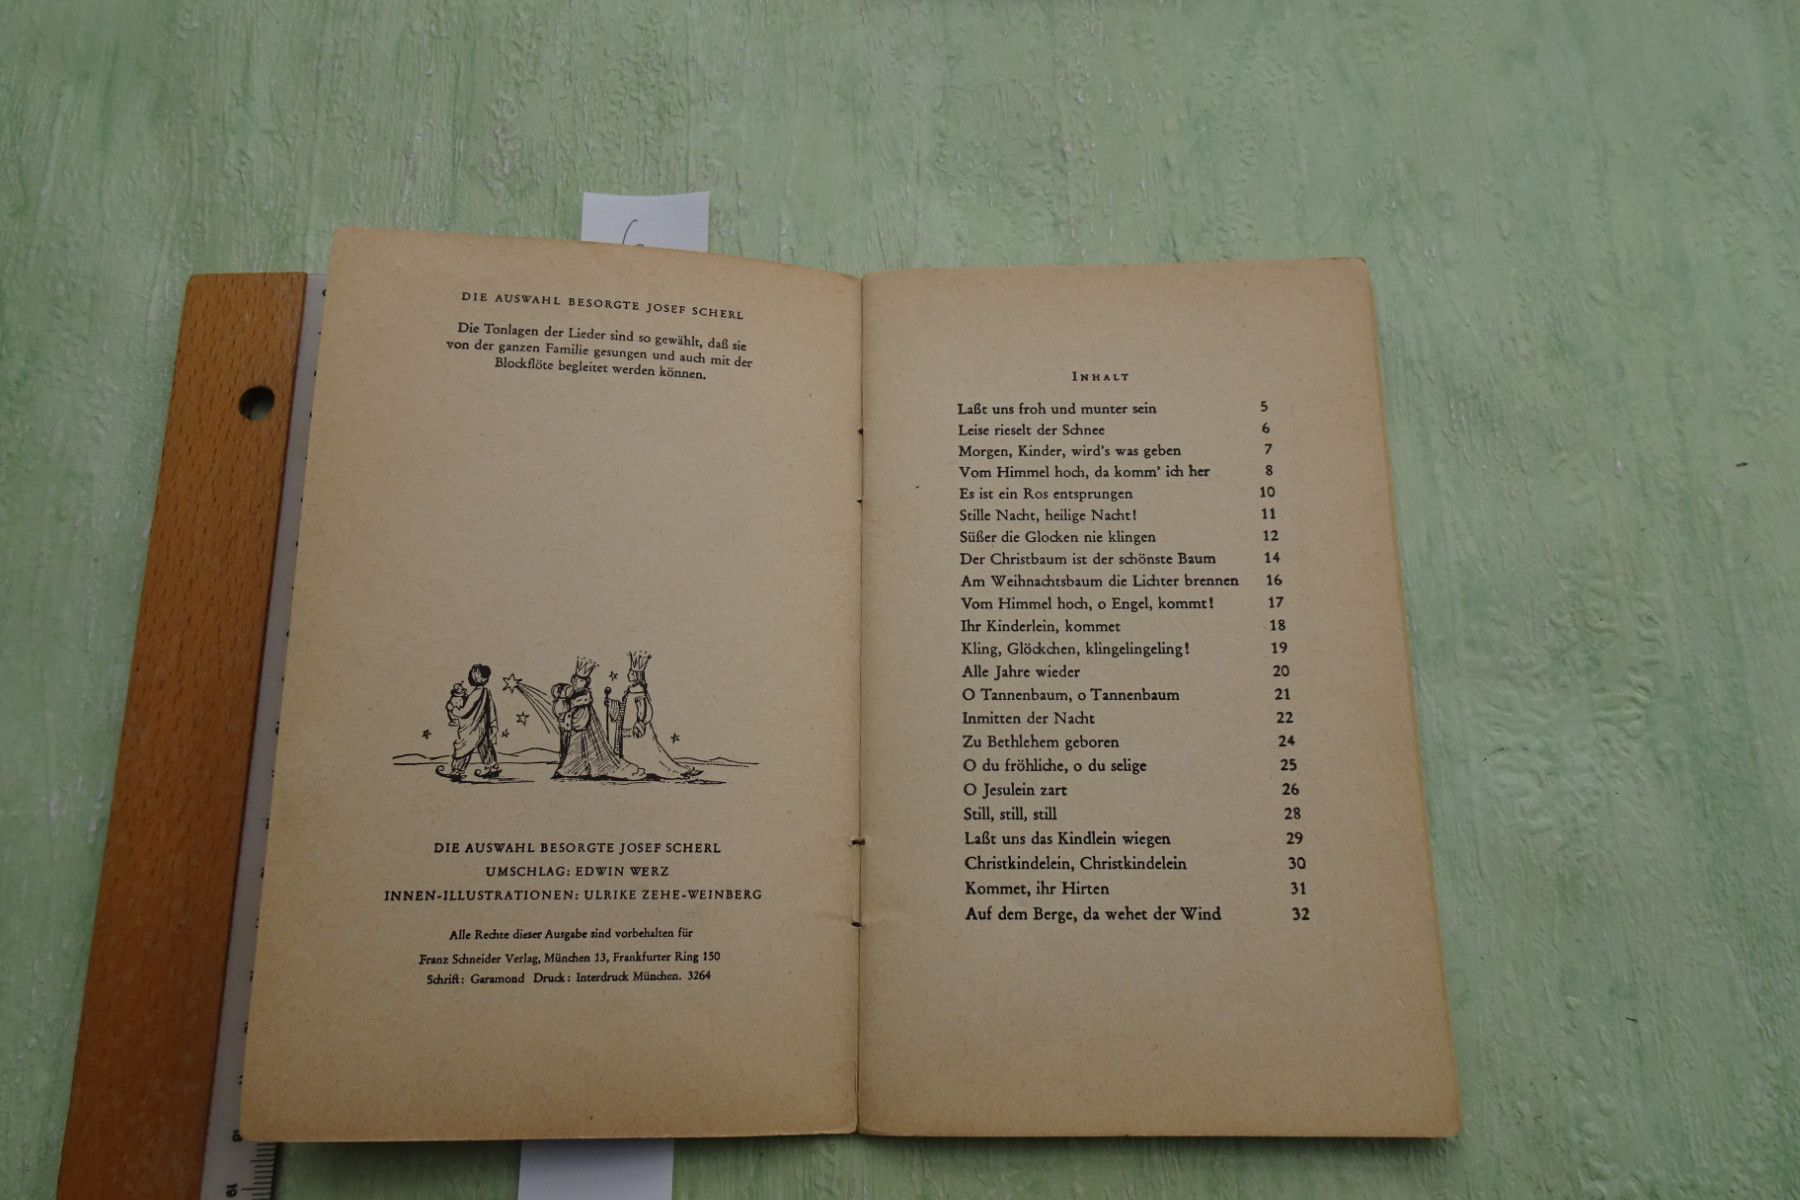 DIE AUSWAHL BESORGTE JOSEF SCHERL
Die Tonlagen der Lieder sind so gewählt, daß sie
von der ganzen Familie gesungen und auch mit der
Blockflöte begleitet werden können.
DIE AUSWAHL BESORGTE JOSEF SCHERL
UMSCHLAG: EDWIN WERZ
INNEN-ILLUSTRATIONEN: ULRIKE ZEHE-WEINBERG
Alle Rechte dieser Ausgabe sind vorbehalten für
Franz Schneider Verlag, München 13, Frankfurter Ring 150
Schrift: Garamond Druck: Interdruck München. 3264
INHALT
Laßt uns froh und munter sein 5
Leise rieselt der Schnee 6
Morgen, Kinder, wird's was geben 7
Vom Himmel hoch, da komm' ich her 8
Es ist ein Ros entsprungen 10
Stille Nacht, heilige Nacht! 11
Süßer die Glocken nie klingen 12
Der Christbaum ist der schönste Baum 14
Am Weihnachtsbaum die Lichter brennen 16
Vom Himmel hoch, o Engel, kommt! 17
Ihr Kinderlein, kommet 18
Kling, Glöckchen, klingelingeling! 19
Alle Jahre wieder 20
O Tannenbaum, o Tannenbaum 21
Inmitten der Nacht 22
Zu Bethlehem geboren 24
O du fröhliche, o du selige 25
O Jesulein zart 26
Still, still, still 28
Laßt uns das Kindlein wiegen 29
Christkindelein, Christkindelein 30
Kommet, ihr Hirten 31
Auf dem Berge, da wehet der Wind 32
19